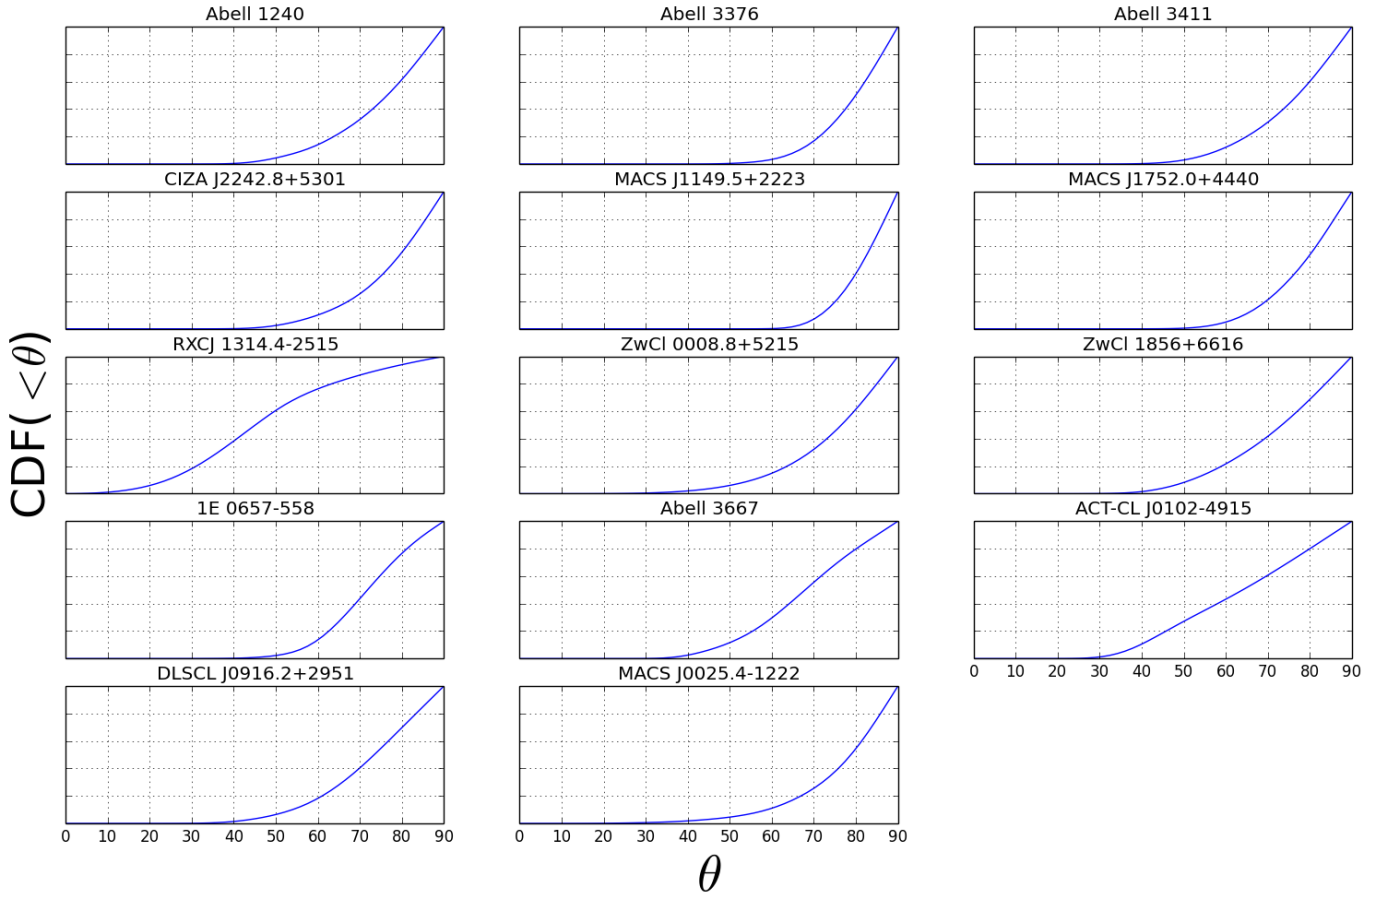 Abell 1240
Abell 3376
Abell 3411
CIZA J2242.8+5301
MACS J1149.5+2223
MACS J1752.0+4440
RXCJ 1314.4-2515
ZwCl 0008.8+5215
ZwCl 1856+6616
1E 0657-558
Abell 3667
ACT-CL J0102-4915
0 10 20 30 40 50 60 70 80 90
DLSCL J0916.2+2951
MACS J0025.4-1222
0 10 20 30 40 50 60 70 80 90
0 10 20 30 40 50 60 70 80 90
CDF(<θ)
θ